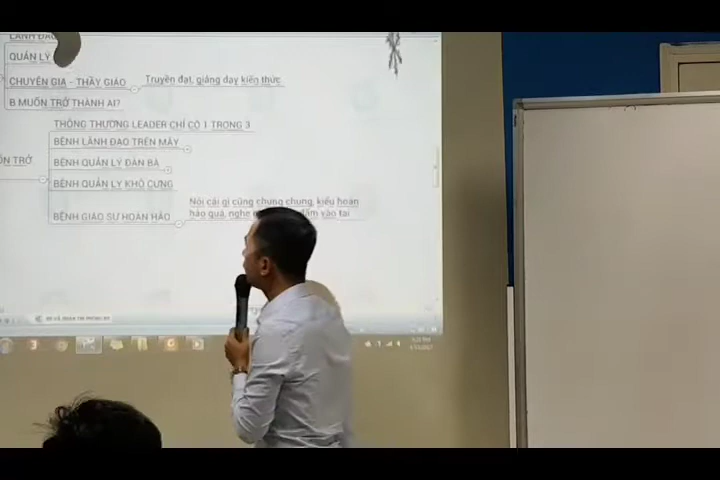 LÃNH ĐẠO
QUẢN LÝ
CHUYÊN GIA - THẦY GIÁO
Truyền đạt, giảng dạy kiến thức
B MUỐN TRỞ THÀNH AI?
THÔNG THƯỜNG LEADER CHỈ CÓ 1 TRONG 3
BỆNH LÃNH ĐẠO TRÊN MÂY
ỐN TRỞ
BỆNH QUẢN LÝ ĐÀN BÀ
BỆNH QUẢN LÝ KHÔ CỨNG
Nói cái gì cũng chung chung, kiểu hoàn
hảo quá, nghe đấm vào tai
BỆNH GIÁO SƯ HOÀN HẢO